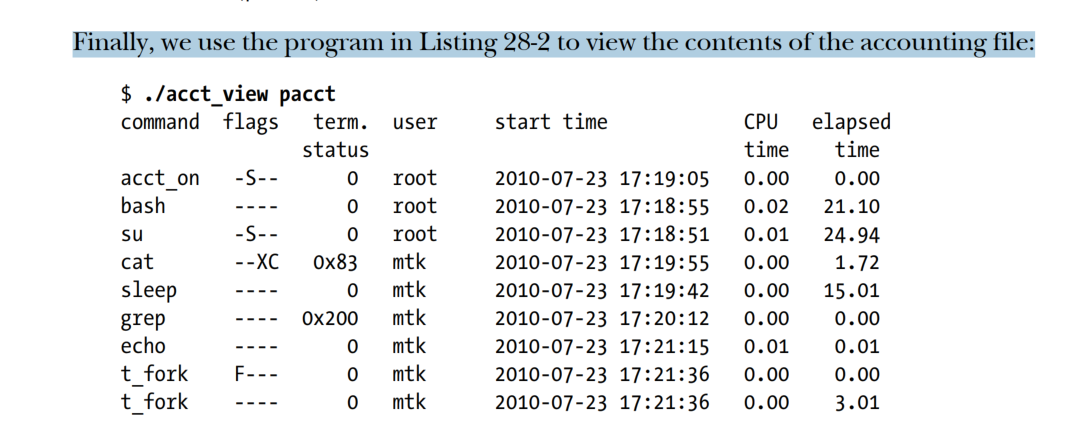 Finally, we use the program in Listing 28-2 to view the contents of the accounting file:
$ ./acct_view pacct
command flags term. user start time CPU elapsed
status time time
acct_on -S-- 0 root 2010-07-23 17:19:05 0.00 0.00
bash ---- 0 root 2010-07-23 17:18:55 0.02 21.10
su -S-- 0 root 2010-07-23 17:18:51 0.01 24.94
cat --XC 0x83 mtk 2010-07-23 17:19:55 0.00 1.72
sleep ---- 0 mtk 2010-07-23 17:19:42 0.00 15.01
grep ---- 0x200 mtk 2010-07-23 17:20:12 0.00 0.00
echo ---- 0 mtk 2010-07-23 17:21:15 0.01 0.01
t_fork F--- 0 mtk 2010-07-23 17:21:36 0.00 0.00
t_fork ---- 0 mtk 2010-07-23 17:21:36 0.00 3.01